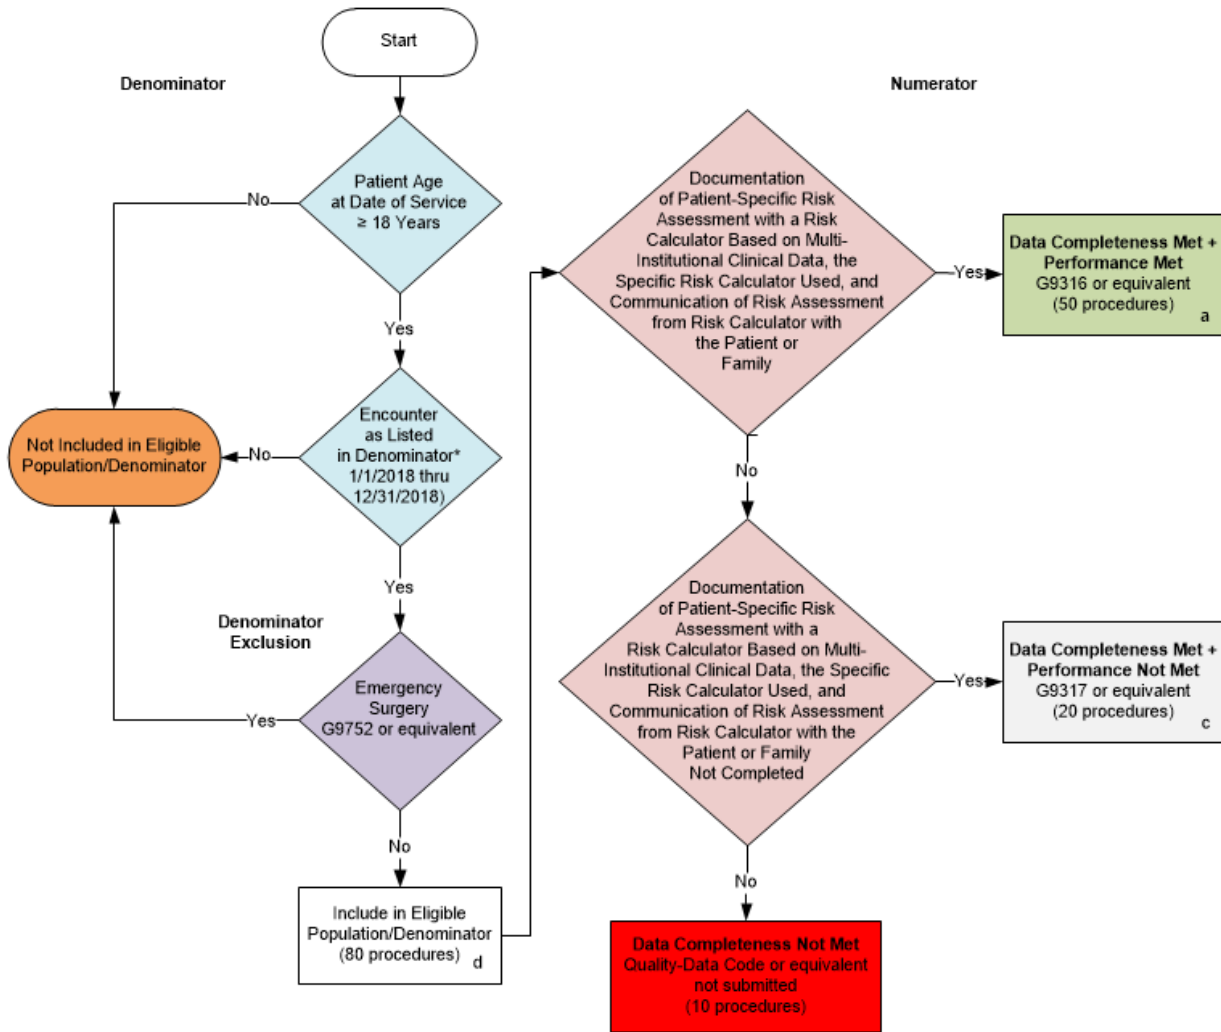 Start
Denominator
Numerator
Patient Age
at Date of Service
≥ 18 Years
No
Yes
Encounter
as Listed
in Denominator*
1/1/2018 thru
12/31/2018)
No
Not Included in Eligible
Population/Denominator
Yes
Denominator
Exclusion
Emergency
Surgery
G9752 or equivalent
Yes
No
Include in Eligible
Population/Denominator
(80 procedures)
d
Documentation
of Patient-Specific Risk
Assessment with a Risk
Calculator Based on Multi-
Institutional Clinical Data, the
Specific Risk Calculator Used, and
Communication of Risk Assessment
from Risk Calculator with
the Patient or
Family
Yes
Data Completeness Met +
Performance Met
G9316 or equivalent
(50 procedures)
a
No
Documentation
of Patient-Specific Risk
Assessment with a
Risk Calculator Based on Multi-
Institutional Clinical Data, the Specific
Risk Calculator Used, and
Communication of Risk Assessment
from Risk Calculator with the
Patient or Family
Not Completed
Yes
Data Completeness Met +
Performance Not Met
G9317 or equivalent
(20 procedures)
c
No
Data Completeness Not Met
Quality-Data Code or equivalent
not submitted
(10 procedures)